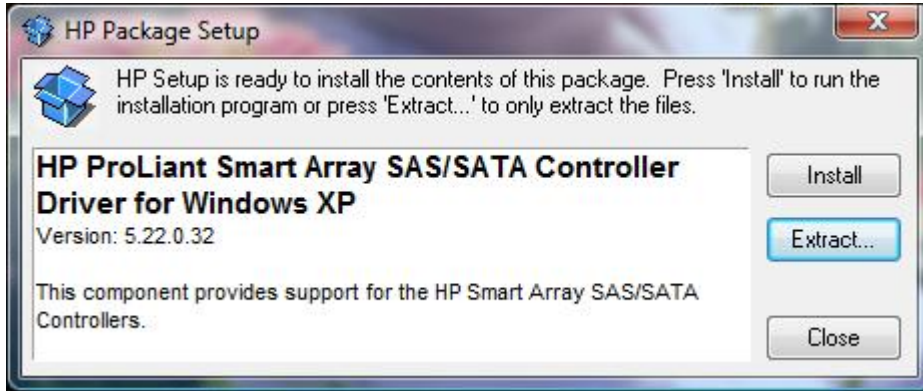 HP Package Setup
HP Setup is ready to install the contents of this package. Press 'Install' to run the
installation program or press 'Extract...' to only extract the files.
HP ProLiant Smart Array SAS/SATA Controller
Driver for Windows XP
Version: 5.22.0.32
This component provides support for the HP Smart Array SAS/SATA
Controllers.
Install
Extract...
Close